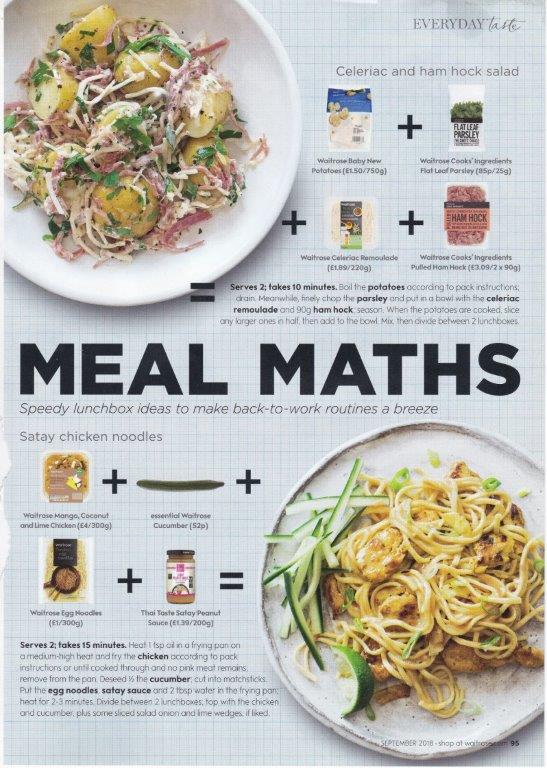 EVERYDAY taste
Celeriac and ham hock salad
+
FLAT LEAF
PARSLEY
Waitrose Baby New
Potatoes (£1.50/750g)
Waitrose Cooks' Ingredients
Flat Leaf Parsley (85p/25g)
+
+
HAM HOCK
Waitrose Celeriac Remoulade
(£1.89/220g)
Waitrose Cooks' Ingredients
Pulled Ham Hock (£3.09/2 x 90g)
=
Serves 2; takes 10 minutes. Boil the potatoes according to pack instructions;
drain. Meanwhile, finely chop the parsley and put in a bowl with the celeriac
remoulade and 90g ham hock; season. When the potatoes are cooked, slice
any larger ones in half, then add to the bowl. Mix, then divide between 2 lunchboxes.
MEAL MATHS
Speedy lunchbox ideas to make back-to-work routines a breeze
Satay chicken noodles
+
+
Waitrose Mango, Coconut
and Lime Chicken (£4/300g)
essential Waitrose
Cucumber (52p)
+
=
Waitrose Egg Noodles
(£1/300g)
Thai Taste Satay Peanut
Sauce (£1.39/200g)
Serves 2; takes 15 minutes. Heat 1 tsp oil in a frying pan on
a medium-high heat and fry the chicken according to pack
instructions or until cooked through and no pink meat remains;
remove from the pan. Deseed ½ the cucumber; cut into matchsticks.
Put the egg noodles, satay sauce and 2 tbsp water in the frying pan;
heat for 2-3 minutes. Divide between 2 lunchboxes; top with the chicken
and cucumber, plus some sliced salad onion and lime wedges, if liked.
SEPTEMBER 2018 - shop at waitrose.com 95